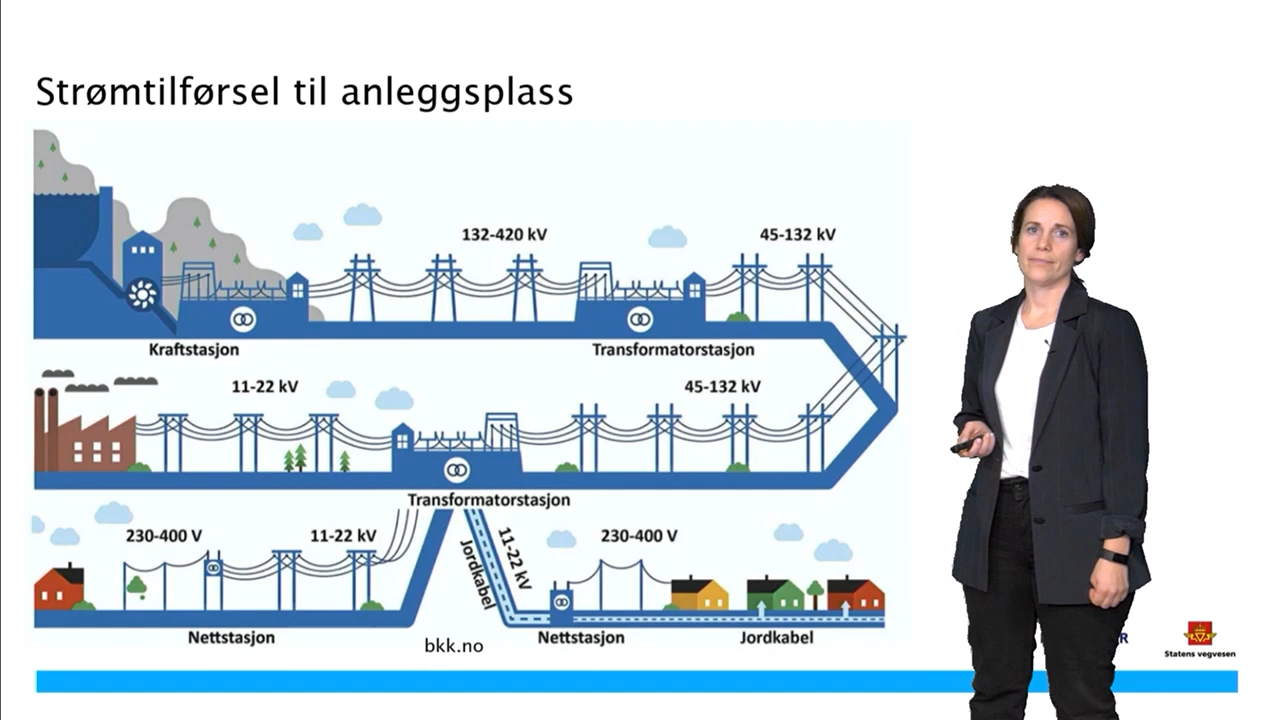 Strømtilførsel til anleggsplass
132-420 kV
45-132 kV
Kraftstasjon
Transformatorstasjon
11-22 kV
45-132 kV
Transformatorstasjon
230-400 V
11-22 kV
Jordkabel
11-22 kV
230-400 V
Nettstasjon
bkk.no
Nettstasjon
Jordkabel
Statens vegvesen